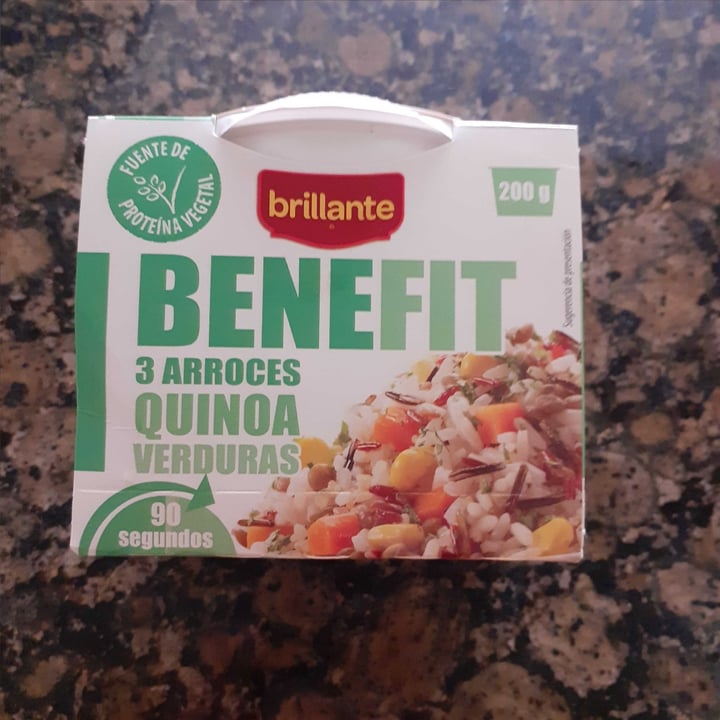 FUENTE DE
PROTEÍNA VEGETAL
brillante
200 g
BENEFIT
3 ARROCES
QUINOA
VERDURAS
90
segundos
Sugerencia de presentación